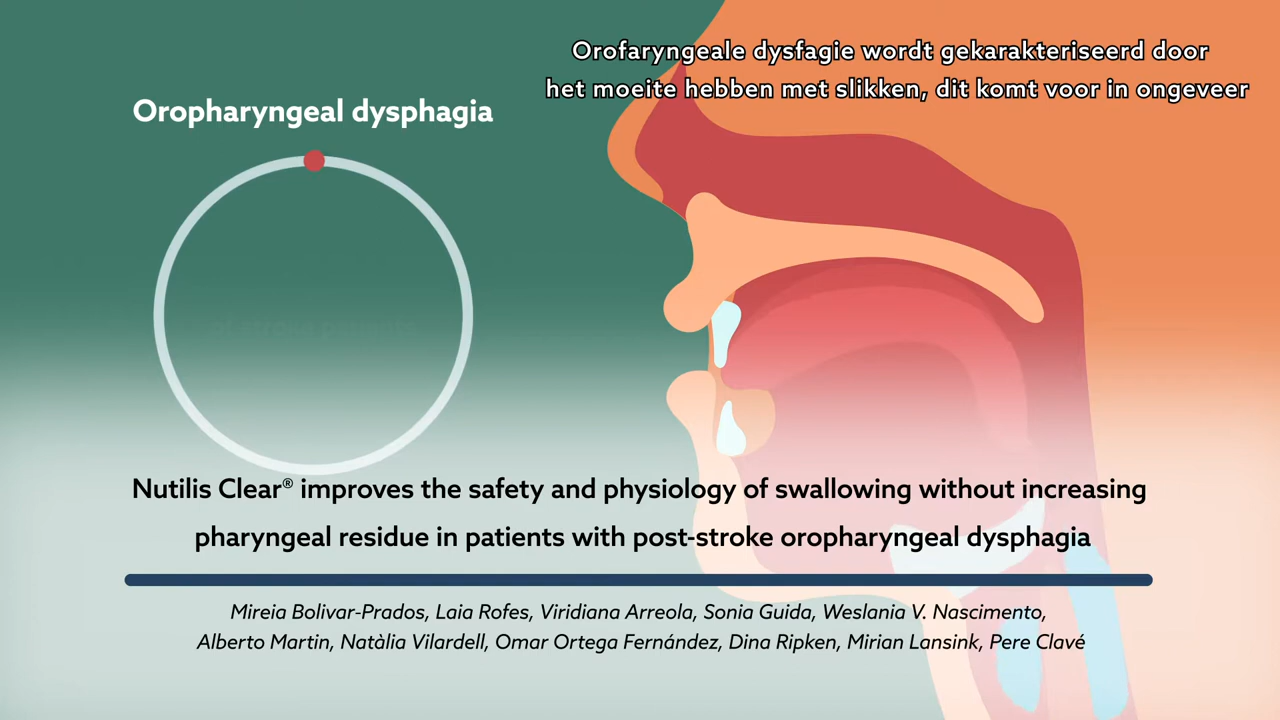 Orofaryngeale dysfagie wordt gekarakteriseerd door
het moeite hebben met slikken, dit komt voor in ongeveer
Oropharyngeal dysphagia
Nutilis Clear® improves the safety and physiology of swallowing without increasing
pharyngeal residue in patients with post-stroke oropharyngeal dysphagia
Mireia Bolivar-Prados, Laia Rofes, Viridiana Arreola, Sonia Guida, Weslania V. Nascimento,
Alberto Martin, Natàlia Vilardell, Omar Ortega Fernández, Dina Ripken, Mirian Lansink, Pere Clavé